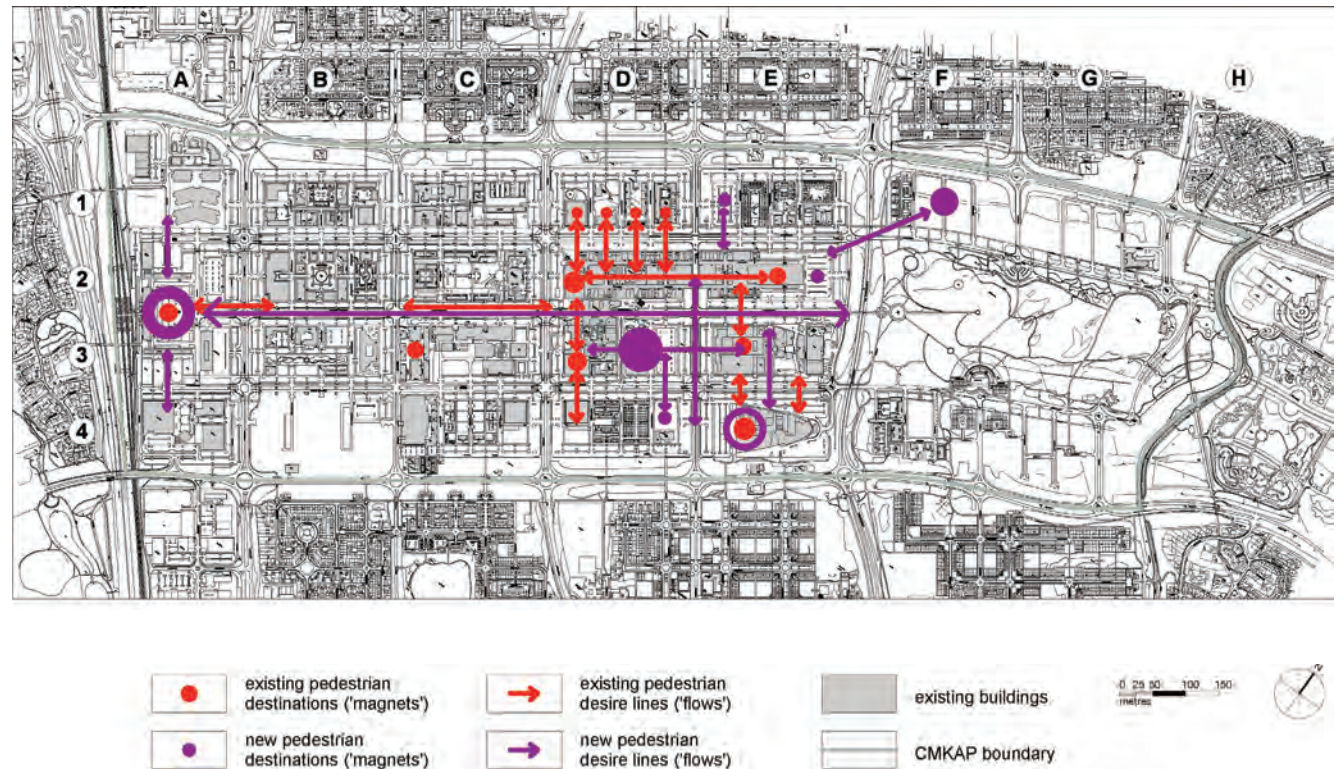 A
B
C
D
E
F
G
H
1
2
3
4
existing pedestrian
destinations ('magnets')
existing pedestrian
desire lines ('flows')
existing buildings
0 25 50 100 150
metres
N
new pedestrian
destinations ('magnets')
new pedestrian
desire lines ('flows')
CMKAP boundary